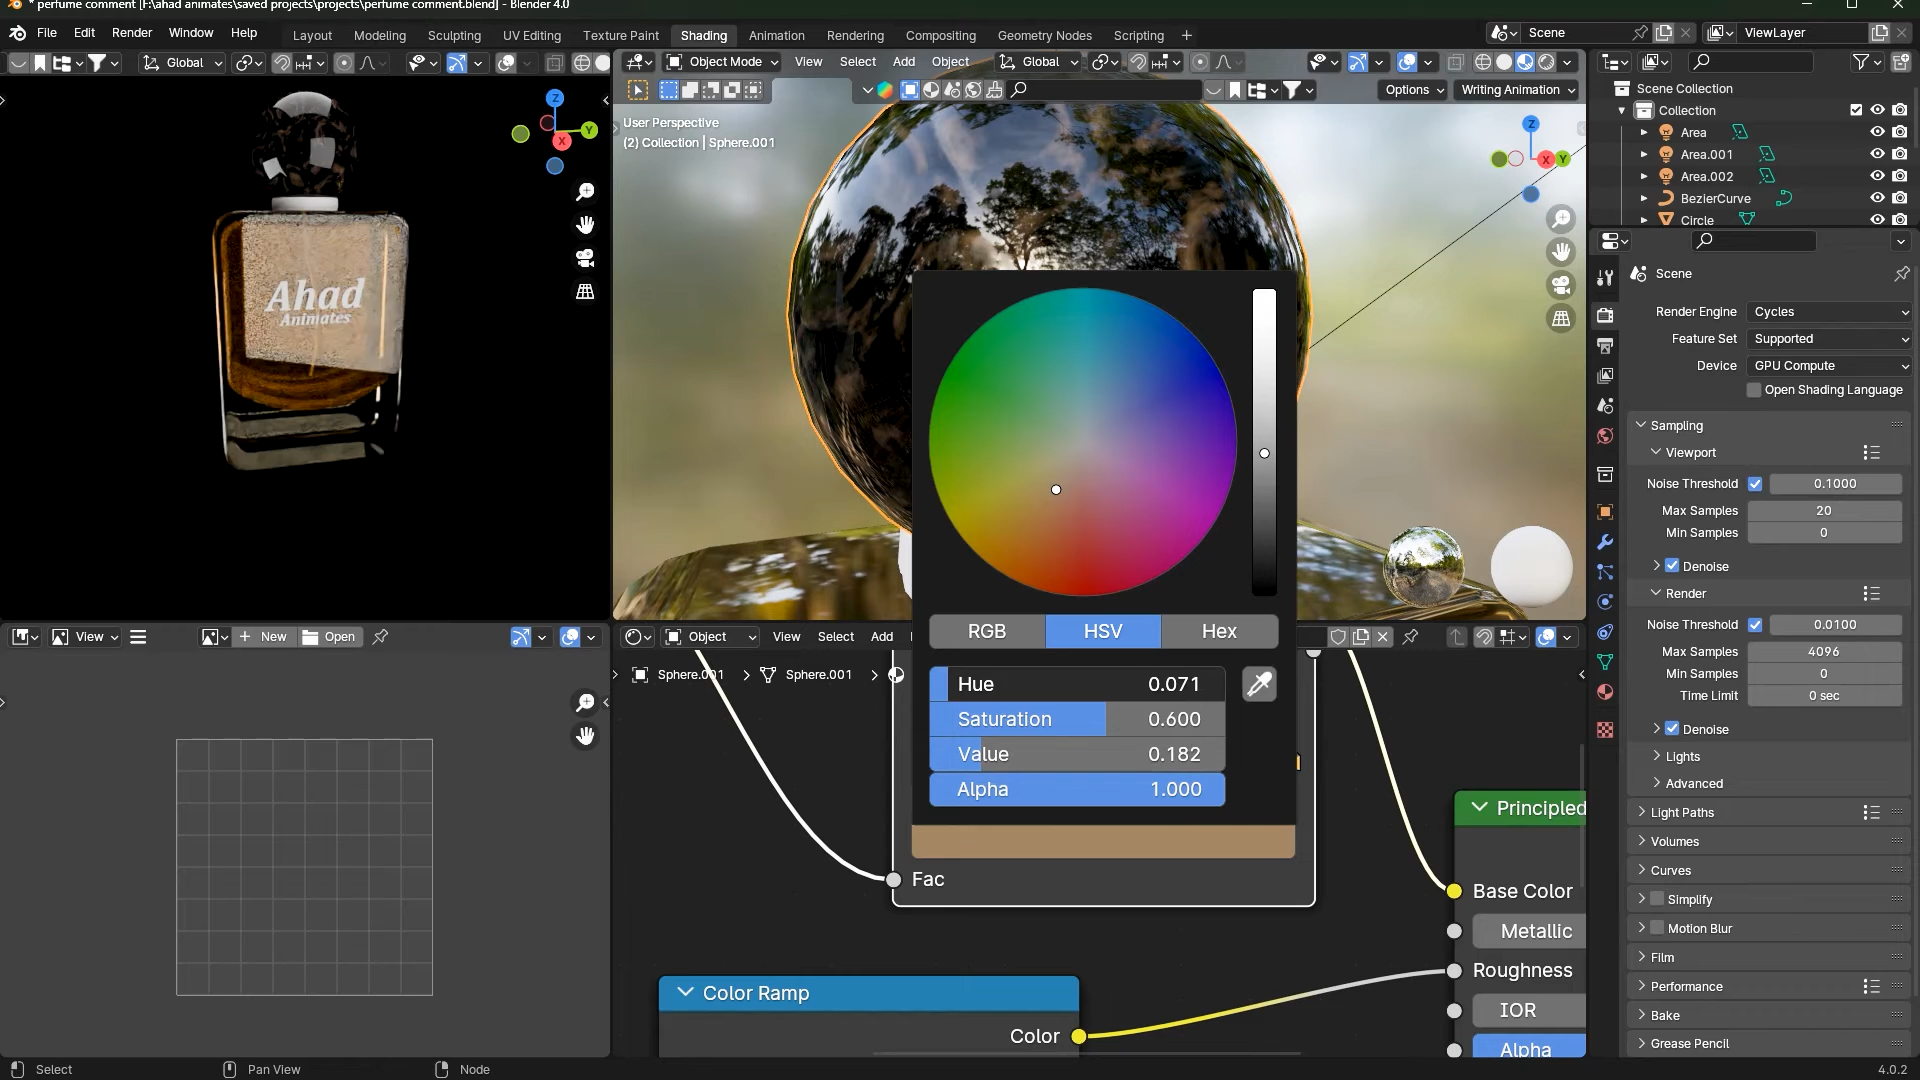 * perfume comment [F:\ahad animates\saved projects\projects\perfume comment.blend] - Blender 4.0
File Edit Render Window Help Layout Modeling Sculpting UV Editing Texture Paint Shading Animation Rendering Compositing Geometry Nodes Scripting + Scene ViewLayer
Global
Object Mode View Select Add Object Global
Options Writing Animation
User Perspective
(2) Collection | Sphere.001
Z
Y
X
Z
X
Y
Ahad
Animates
Scene Collection
Collection
Area
Area.001
Area.002
BezierCurve
Circle
Scene
Render Engine Cycles
Feature Set Supported
Device GPU Compute
Open Shading Language
Sampling
Viewport
Noise Threshold 0.1000
Max Samples 20
Min Samples 0
Denoise
Render
Noise Threshold 0.0100
Max Samples 4096
Min Samples 0
Time Limit 0 sec
Denoise
Lights
Advanced
Light Paths
Volumes
Curves
Simplify
Motion Blur
Film
Performance
Bake
Grease Pencil
RGB HSV Hex
Hue 0.071
Saturation 0.600
Value 0.182
Alpha 1.000
View New Open
Object View Select Add
Sphere.001 Sphere.001
Fac
Color Ramp
Color
Principled
Base Color
Metallic
Roughness
IOR
Alpha
Select Pan View Node 4.0.2